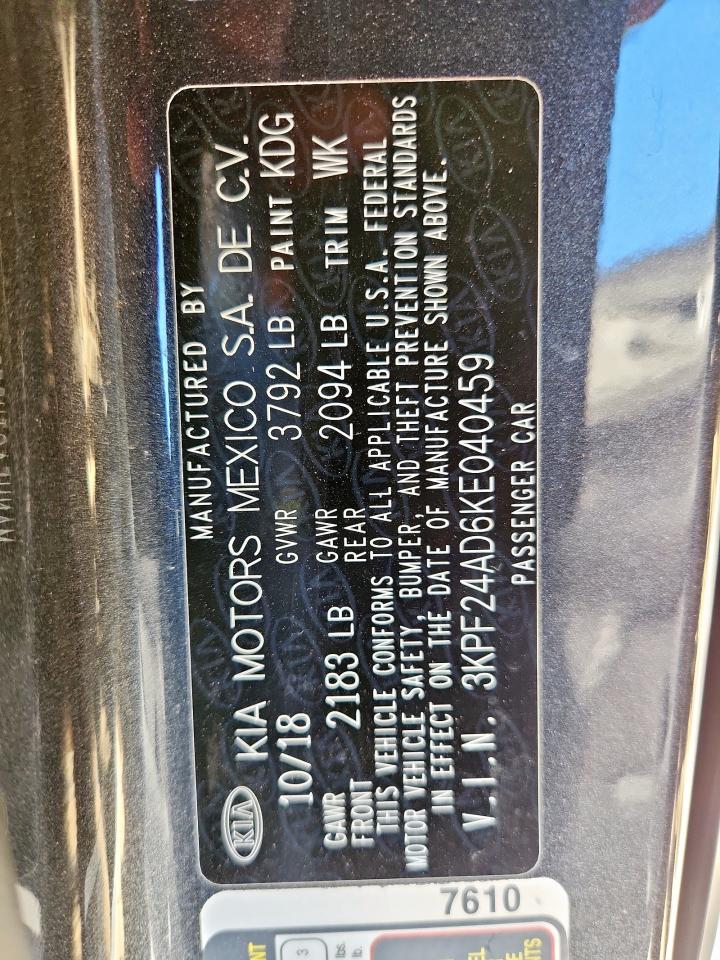 MANUFACTURED BY
KIA KIA MOTORS MEXICO S.A. DE C.V.
10/18 GVWR 3792 LB PAINT KDG
GAWR FRONT 2183 LB GAWR REAR 2094 LB TRIM WK
THIS VEHICLE CONFORMS TO ALL APPLICABLE U.S.A. FEDERAL
MOTOR VEHICLE SAFETY, BUMPER, AND THEFT PREVENTION STANDARDS
IN EFFECT ON THE DATE OF MANUFACTURE SHOWN ABOVE.
V.I.N. 3KPF24AD6KE040459
PASSENGER CAR
7610